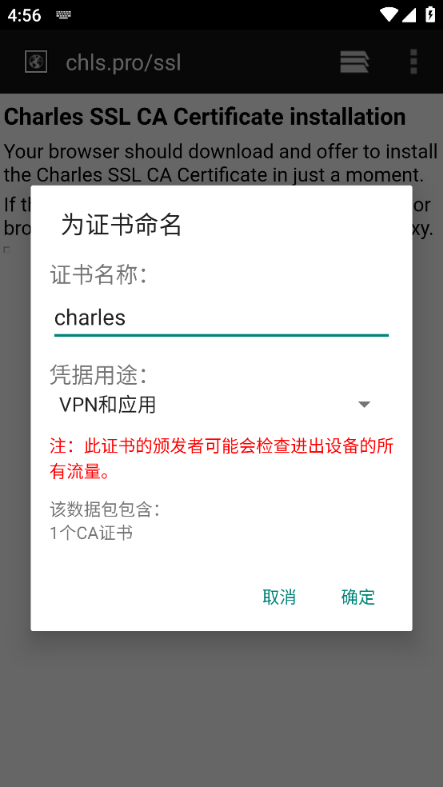 4:56
chls.pro/ssl
Charles SSL CA Certificate installation
Your browser should download and offer to install
the Charles SSL CA Certificate in just a moment.
If th
or
bro
xy.
为证书命名
证书名称：
charles
凭据用途：
VPN和应用
注：此证书的颁发者可能会检查进出设备的所
有流量。
该数据包包含：
1个CA证书
取消
确定